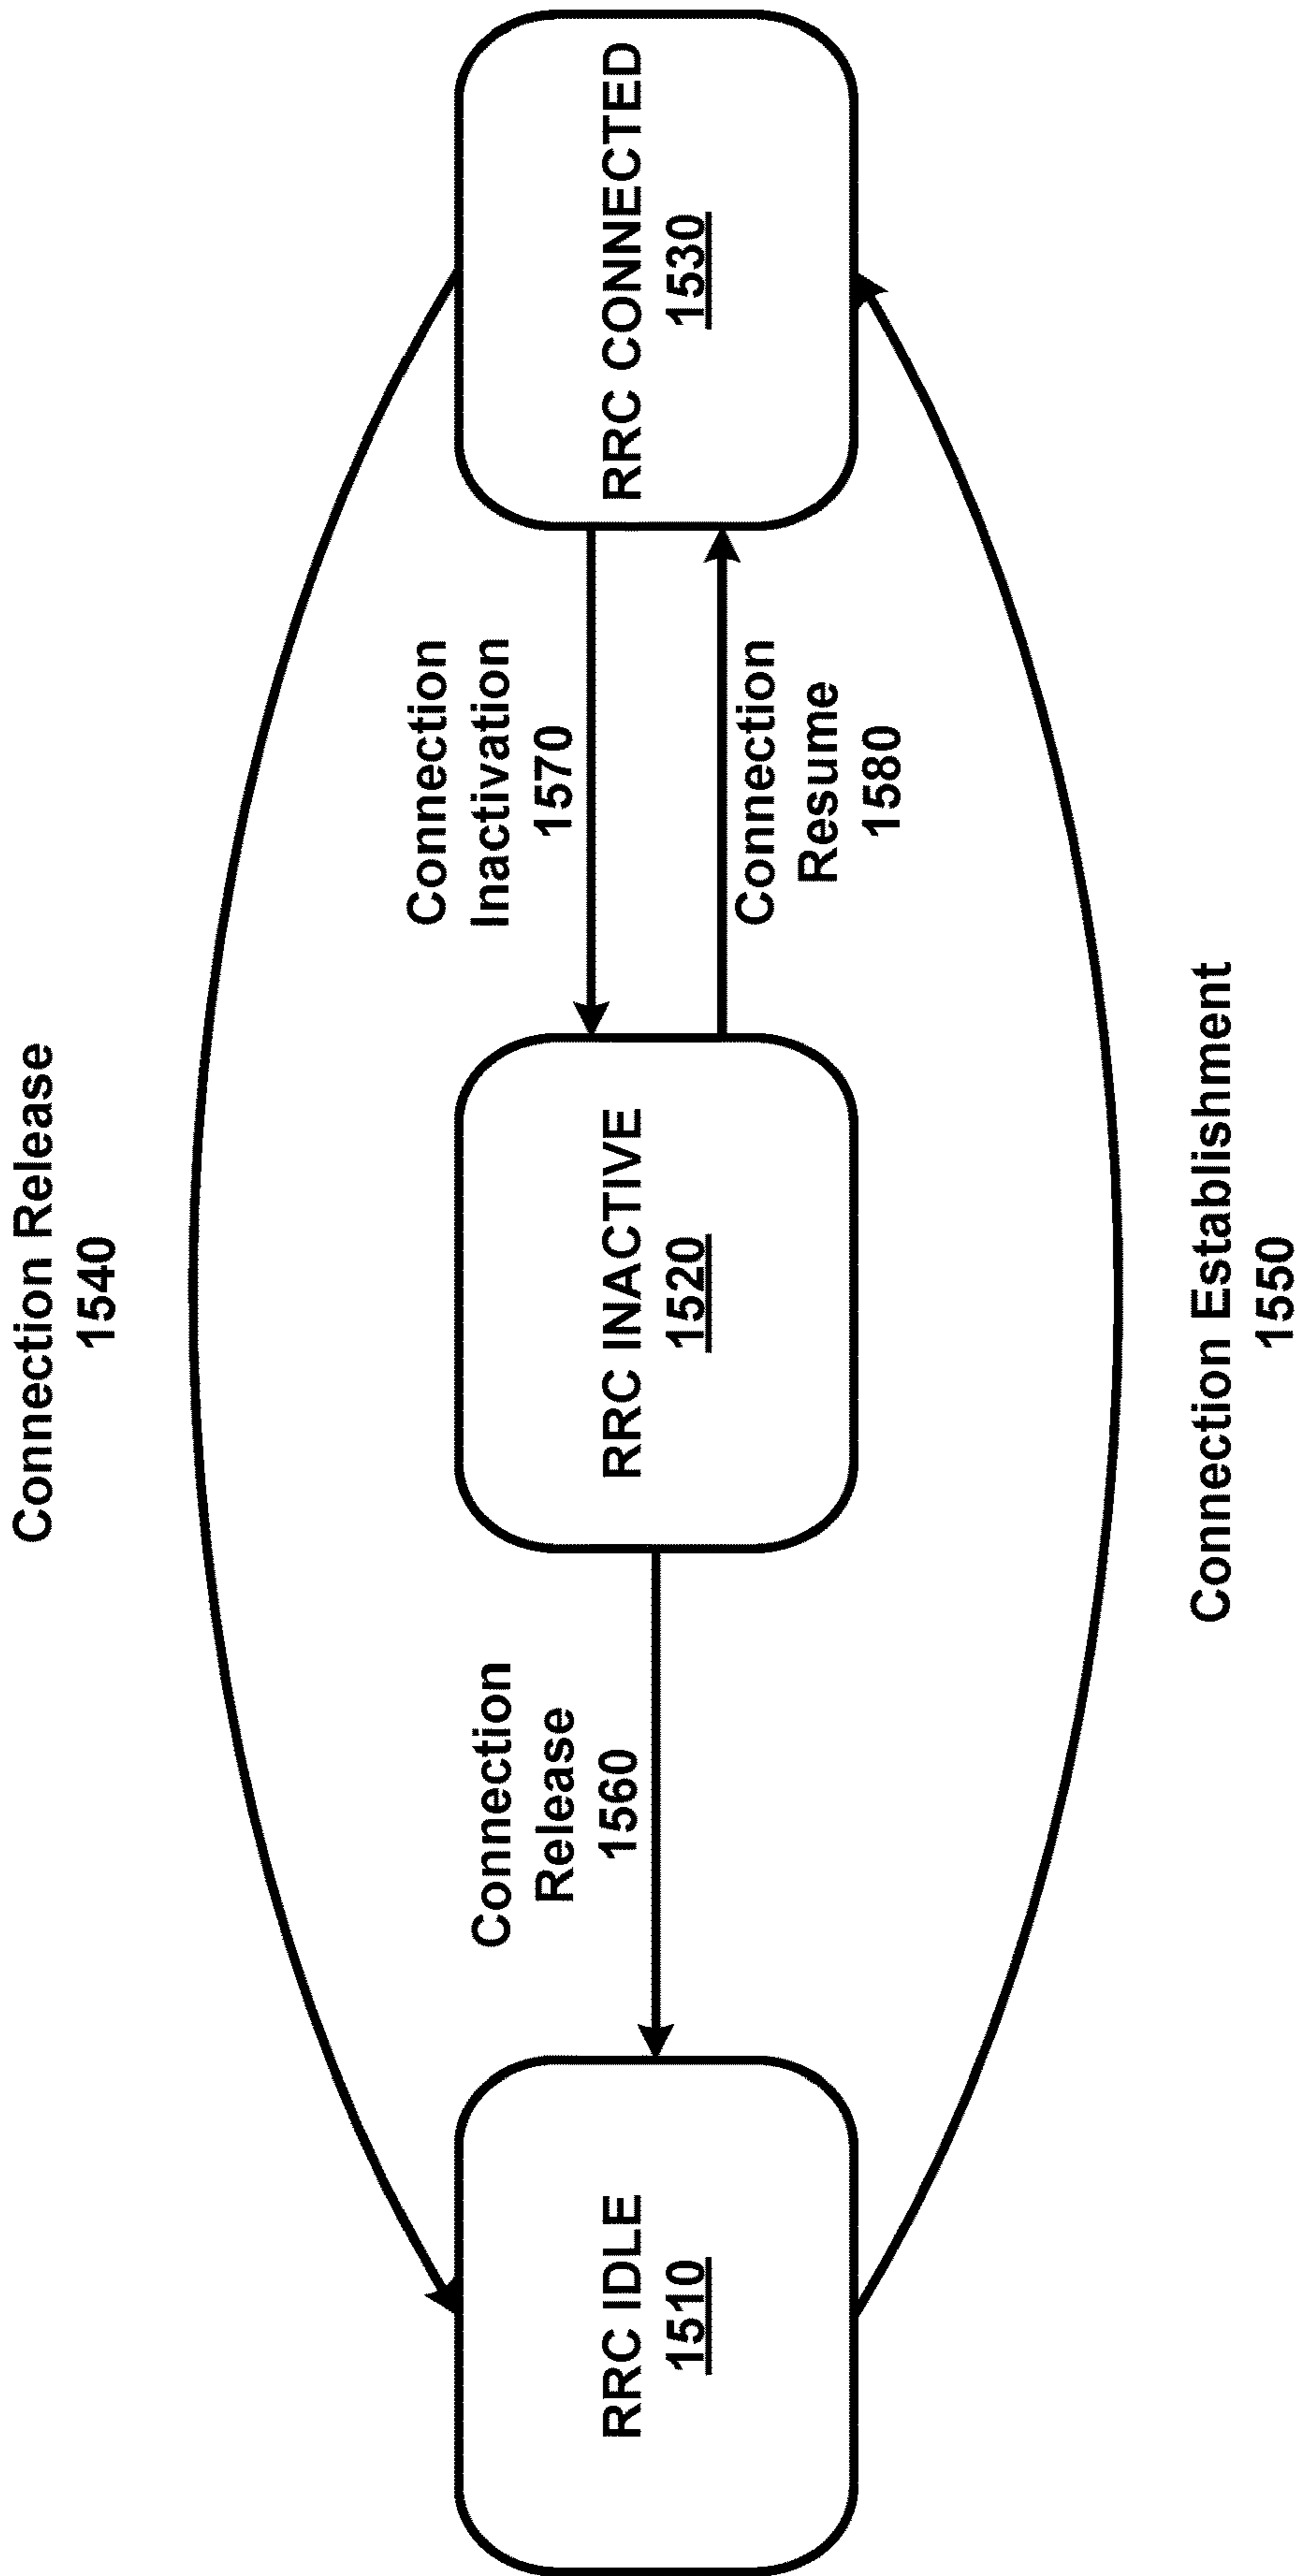 Connection Release
1540
RRC IDLE
1510
Connection
Release
1560
RRC INACTIVE
1520
Connection
Inactivation
1570
Connection
Resume
1580
RRC CONNECTED
1530
Connection Establishment
1550